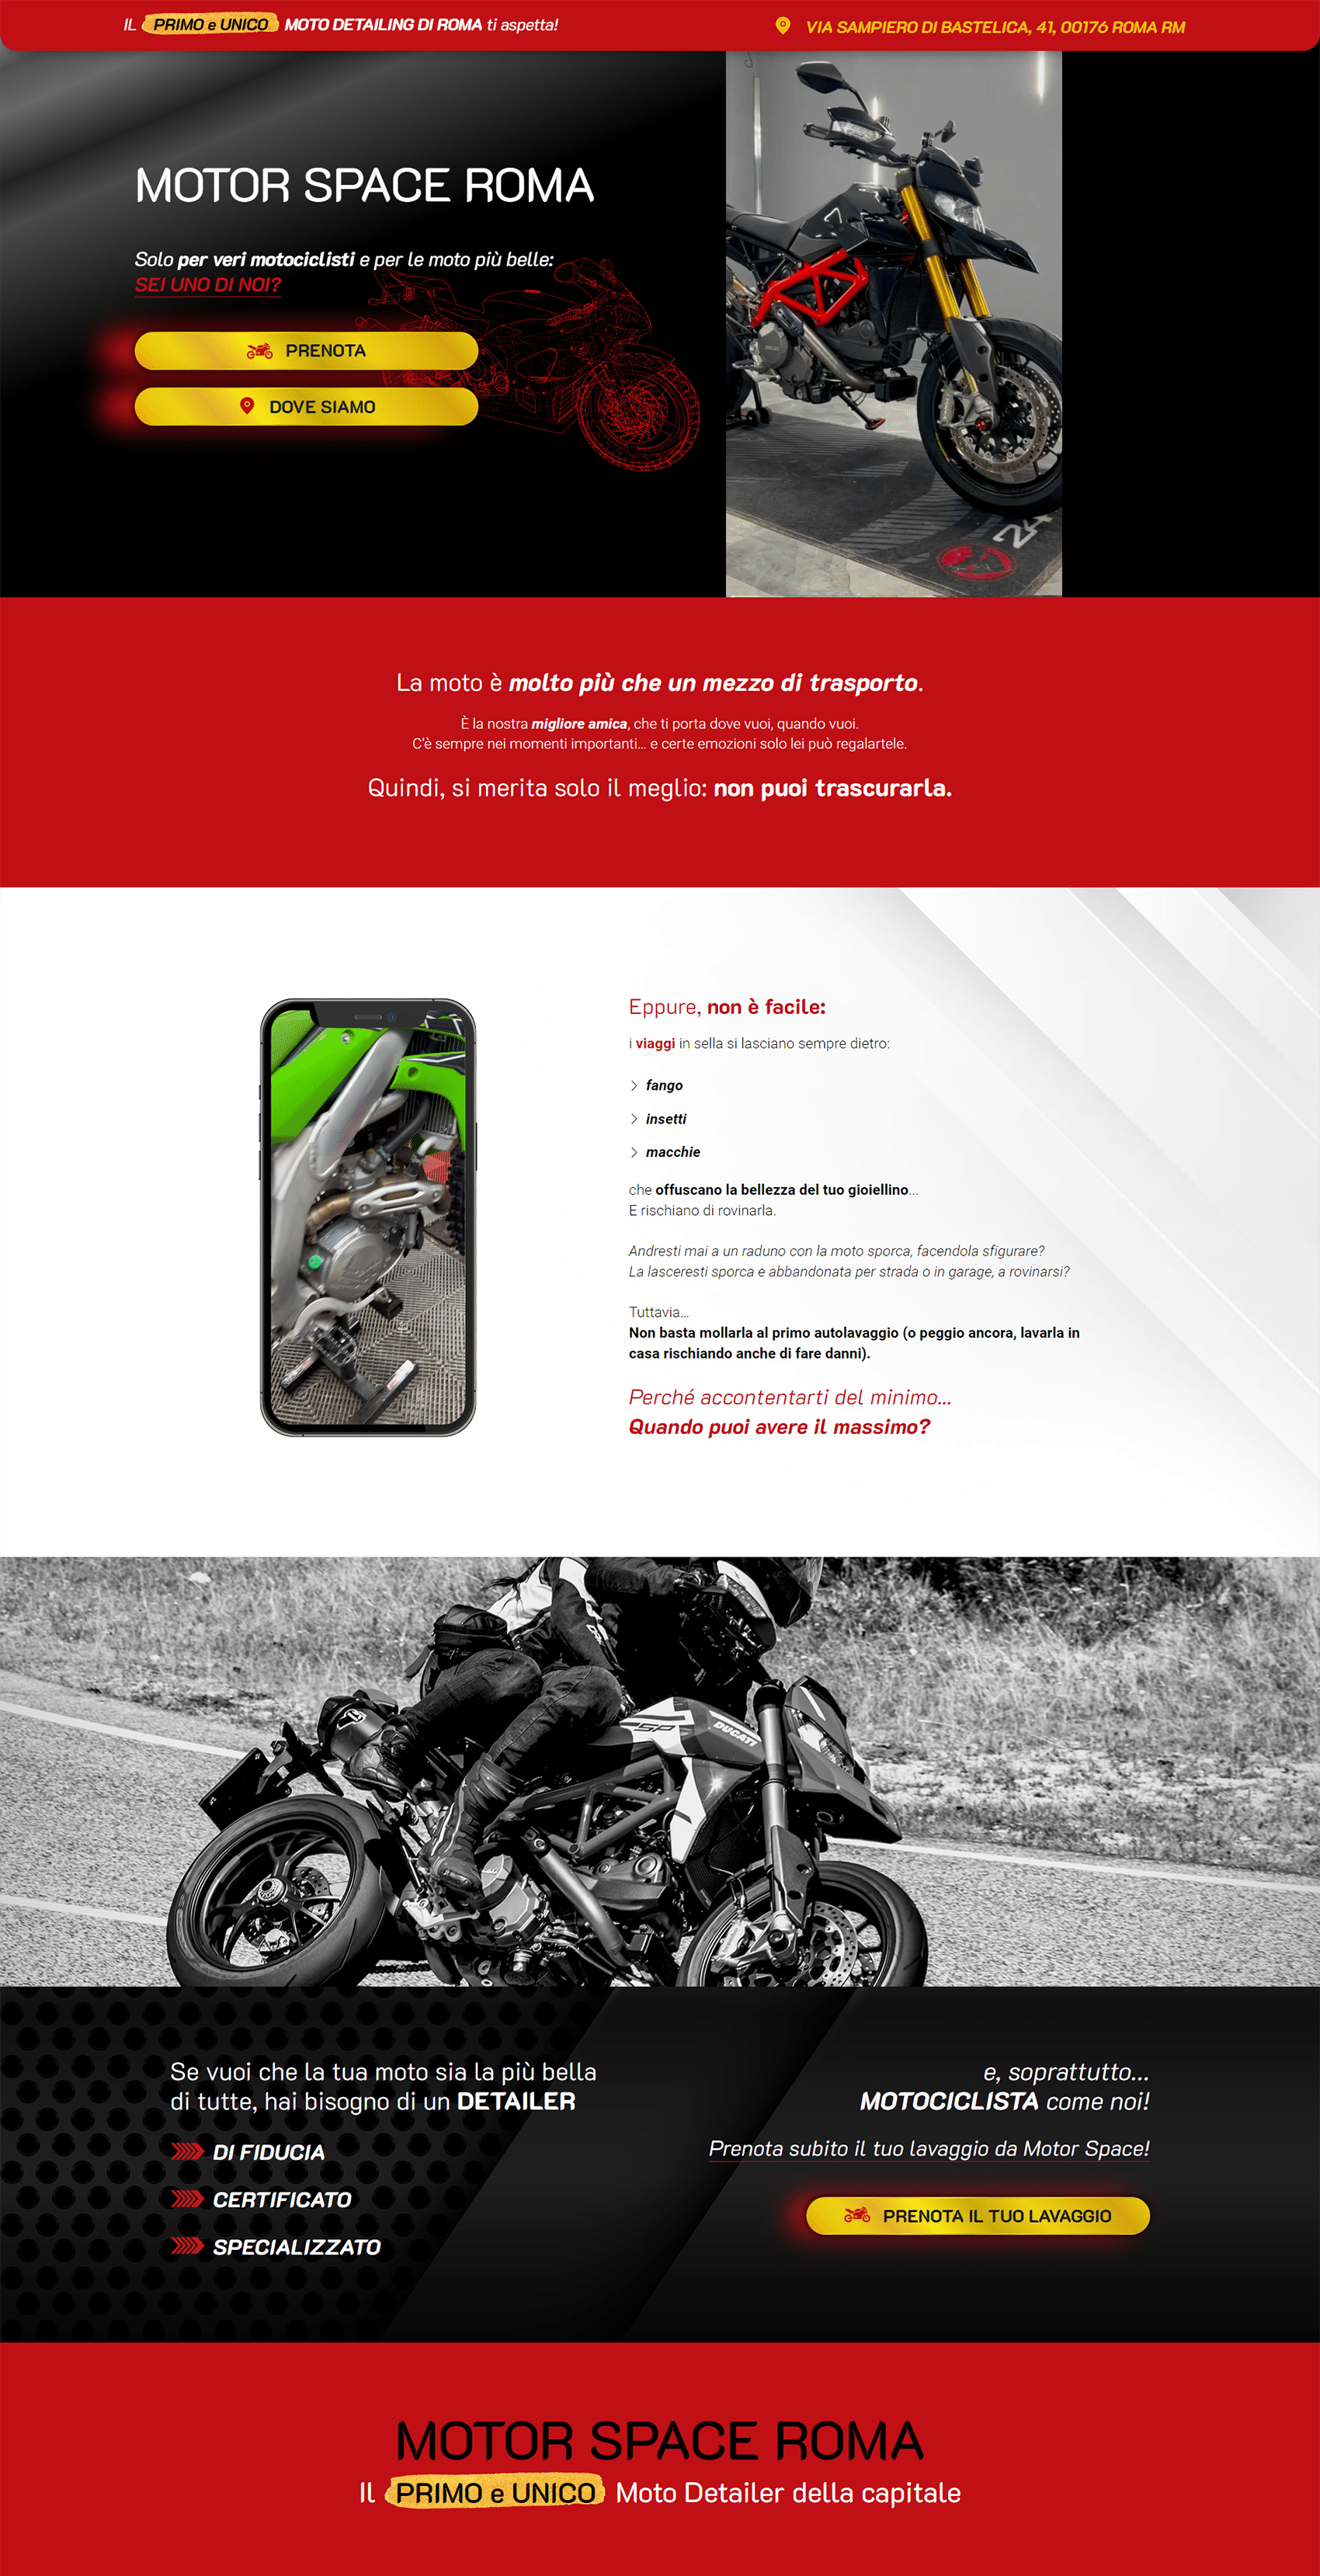 IL PRIMO e UNICO MOTO DETAILING DI ROMA ti aspetta!
VIA SAMPIERO DI BASTELICA, 41, 00176 ROMA RM
MOTOR SPACE ROMA
Solo per veri motociclisti e per le moto più belle:
SEI UNO DI NOI?
PRENOTA
DOVE SIAMO
24
La moto è molto più che un mezzo di trasporto.
È la nostra migliore amica, che ti porta dove vuoi, quando vuoi.
C'è sempre nei momenti importanti... e certe emozioni solo lei può regalartele.
Quindi, si merita solo il meglio: non puoi trascurarla.
Eppure, non è facile:
i viaggi in sella si lasciano sempre dietro:
fango
insetti
macchie
che offuscano la bellezza del tuo gioiellino...
E rischiano di rovinarla.
Andresti mai a un raduno con la moto sporca, facendola sfigurare?
La lasceresti sporca e abbandonata per strada o in garage, a rovinarsi?
Tuttavia...
Non basta mollarla al primo autolavaggio (o peggio ancora, lavarla in
casa rischiando anche di fare danni).
Perché accontentarti del minimo...
Quando puoi avere il massimo?
SP
DUCATI
Se vuoi che la tua moto sia la più bella
di tutte, hai bisogno di un DETAILER
DI FIDUCIA
CERTIFICATO
SPECIALIZZATO
e, soprattutto...
MOTOCICLISTA come noi!
Prenota subito il tuo lavaggio da Motor Space!
PRENOTA IL TUO LAVAGGIO
MOTOR SPACE ROMA
Il PRIMO e UNICO Moto Detailer della capitale